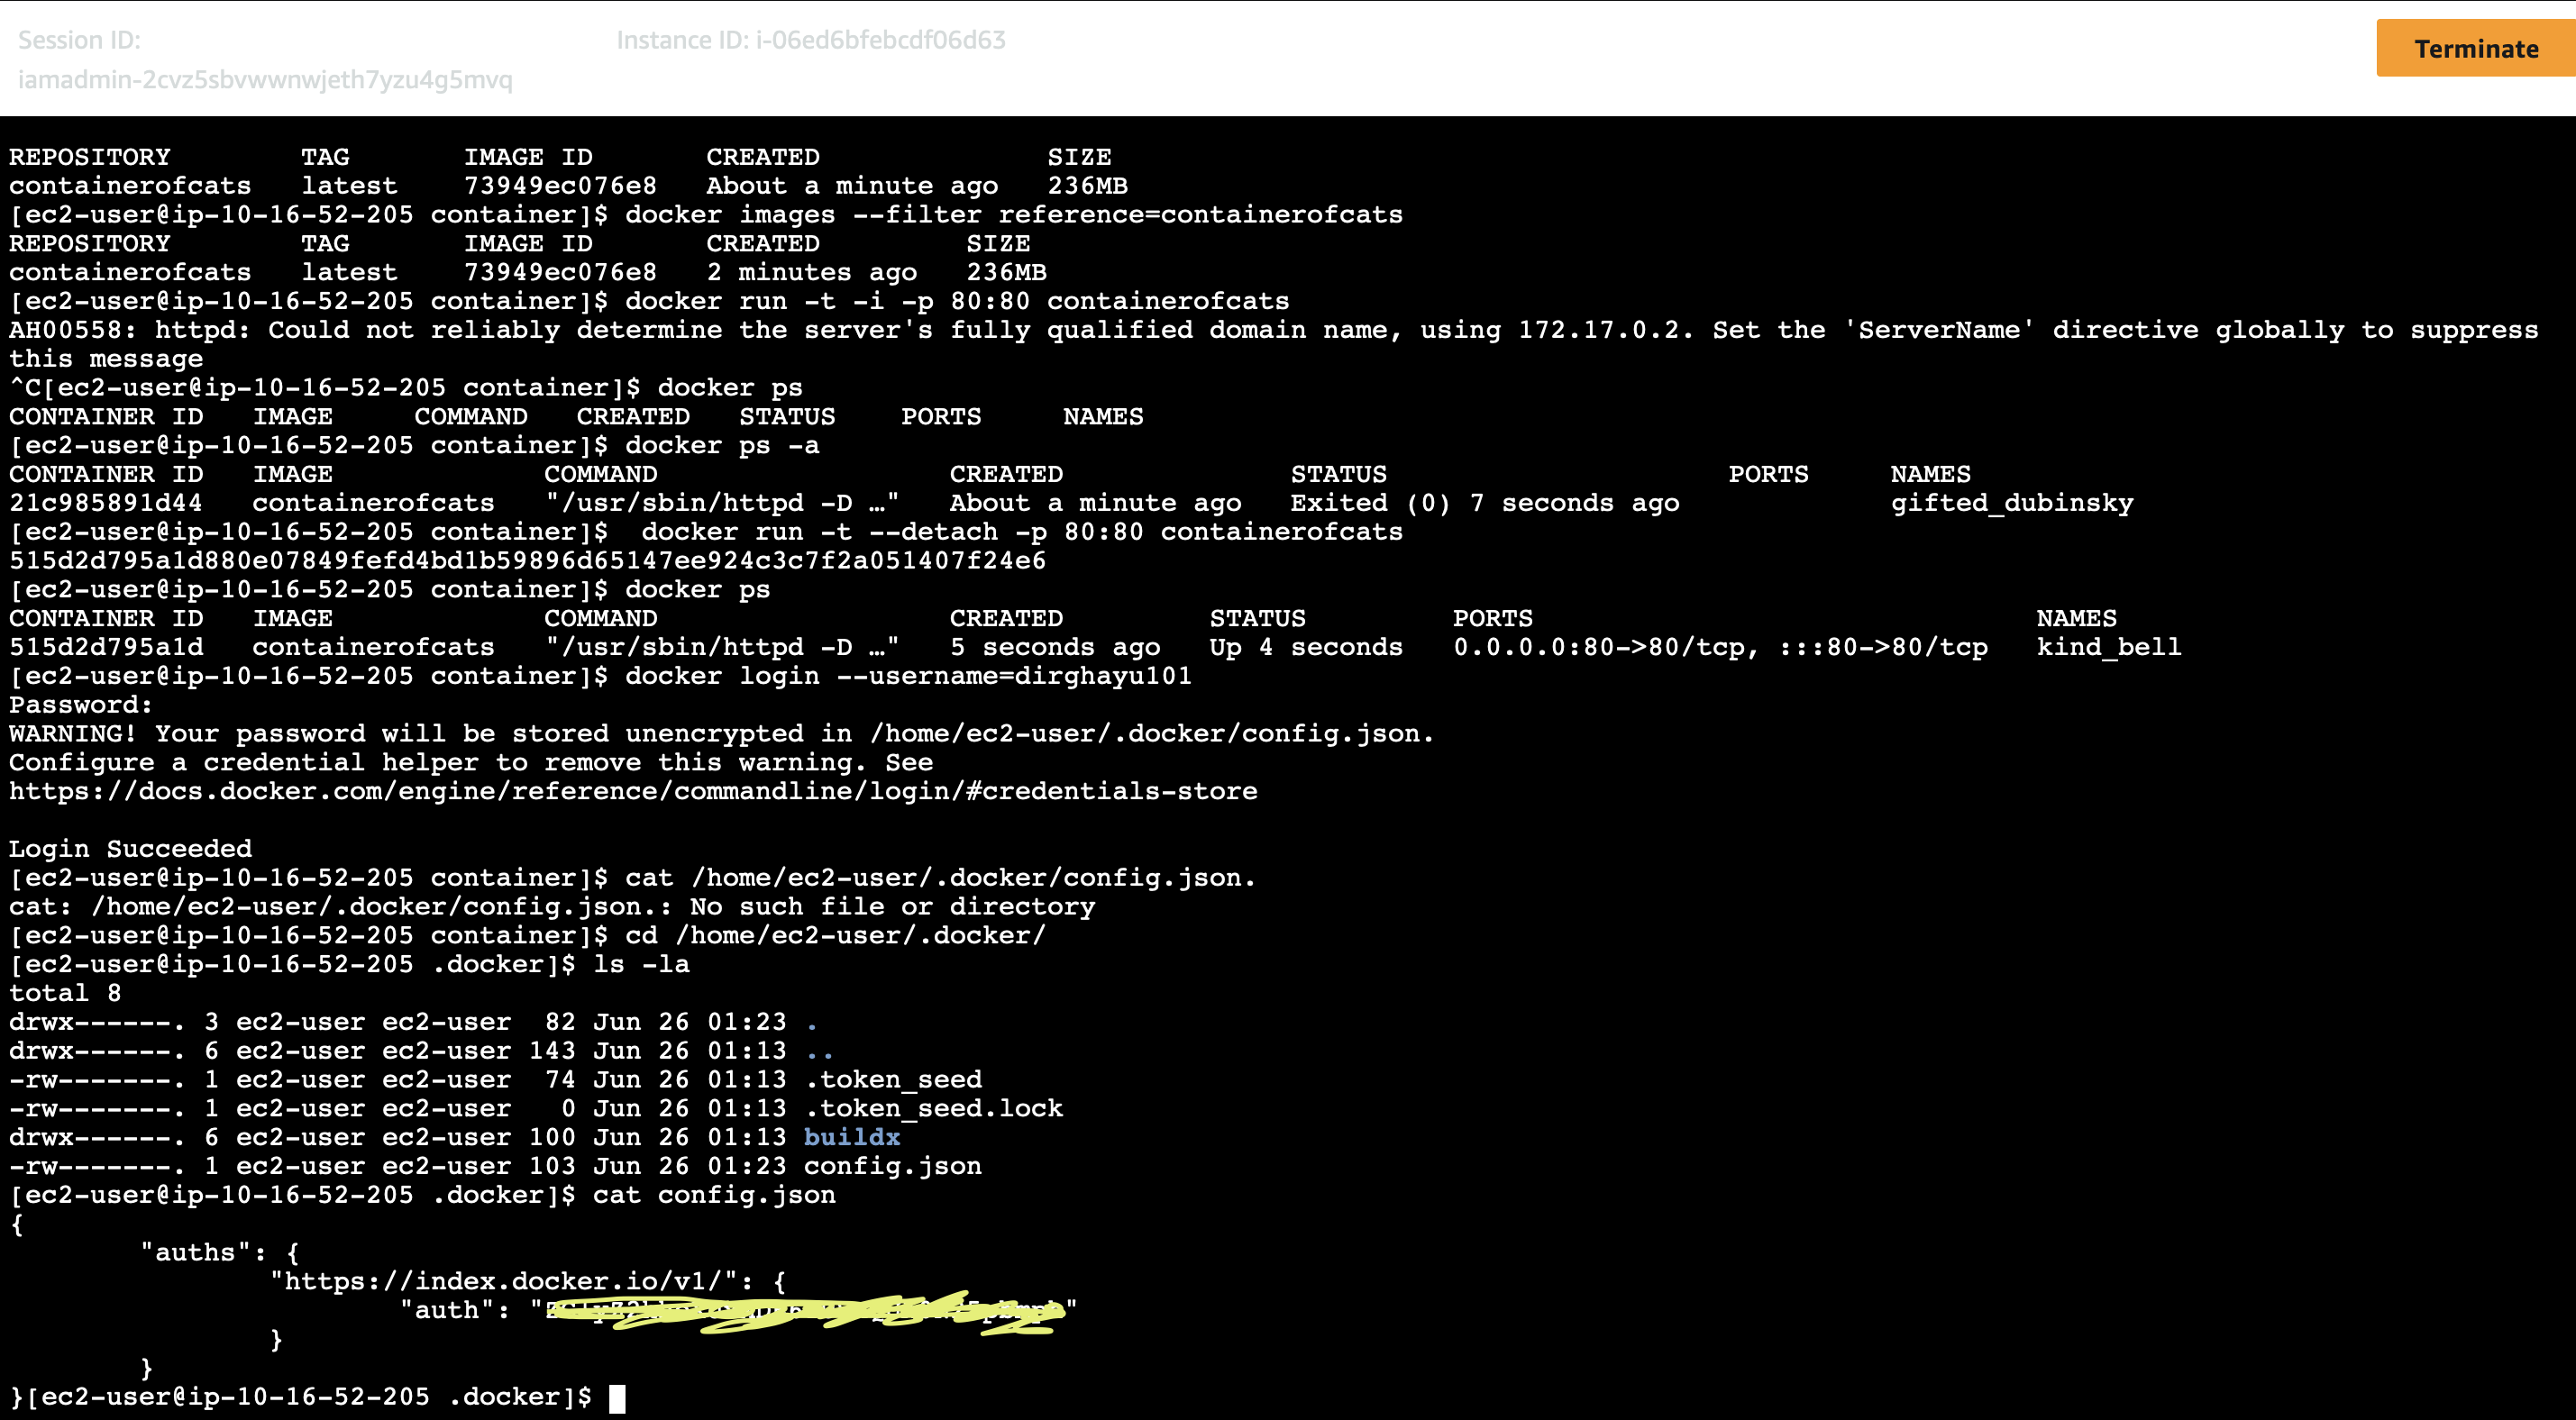 Session ID:
Instance ID: i-06ed6bfebcdf06d63
iamadmin-2cvz5sbvwwnwjeth7yzu4g5mvq
Terminate
REPOSITORY TAG IMAGE ID CREATED SIZE
containerofcats latest 73949ec076e8 About a minute ago 236MB
[ec2-user@ip-10-16-52-205 container]$ docker images --filter reference=containerofcats
REPOSITORY TAG IMAGE ID CREATED SIZE
containerofcats latest 73949ec076e8 2 minutes ago 236MB
[ec2-user@ip-10-16-52-205 container]$ docker run -t -i -p 80:80 containerofcats
AH00558: httpd: Could not reliably determine the server's fully qualified domain name, using 172.17.0.2. Set the 'ServerName' directive globally to suppress
this message
^C[ec2-user@ip-10-16-52-205 container]$ docker ps
CONTAINER ID IMAGE COMMAND CREATED STATUS PORTS NAMES
[ec2-user@ip-10-16-52-205 container]$ docker ps -a
CONTAINER ID IMAGE COMMAND CREATED STATUS PORTS NAMES
21c985891d44 containerofcats "/usr/sbin/httpd -D …" About a minute ago Exited (0) 7 seconds ago gifted_dubinsky
[ec2-user@ip-10-16-52-205 container]$ docker run -t --detach -p 80:80 containerofcats
515d2d795a1d880e07849fefd4bd1b59896d65147ee924c3c7f2a051407f24e6
[ec2-user@ip-10-16-52-205 container]$ docker ps
CONTAINER ID IMAGE COMMAND CREATED STATUS PORTS NAMES
515d2d795a1d containerofcats "/usr/sbin/httpd -D …" 5 seconds ago Up 4 seconds 0.0.0.0:80->80/tcp, :::80->80/tcp kind_bell
[ec2-user@ip-10-16-52-205 container]$ docker login --username=dirghayu101
Password:
WARNING! Your password will be stored unencrypted in /home/ec2-user/.docker/config.json.
Configure a credential helper to remove this warning. See
https://docs.docker.com/engine/reference/commandline/login/#credentials-store
Login Succeeded
[ec2-user@ip-10-16-52-205 container]$ cat /home/ec2-user/.docker/config.json.
cat: /home/ec2-user/.docker/config.json.: No such file or directory
[ec2-user@ip-10-16-52-205 container]$ cd /home/ec2-user/.docker/
[ec2-user@ip-10-16-52-205 .docker]$ ls -la
total 8
drwx------. 3 ec2-user ec2-user 82 Jun 26 01:23 .
drwx------. 6 ec2-user ec2-user 143 Jun 26 01:13 ..
-rw-------. 1 ec2-user ec2-user 74 Jun 26 01:13 .token_seed
-rw-------. 1 ec2-user ec2-user 0 Jun 26 01:13 .token_seed.lock
drwx------. 6 ec2-user ec2-user 100 Jun 26 01:13 buildx
-rw-------. 1 ec2-user ec2-user 103 Jun 26 01:23 config.json
[ec2-user@ip-10-16-52-205 .docker]$ cat config.json
{
"auths": {
"https://index.docker.io/v1/": {
"auth":
}
}
}[ec2-user@ip-10-16-52-205 .docker]$